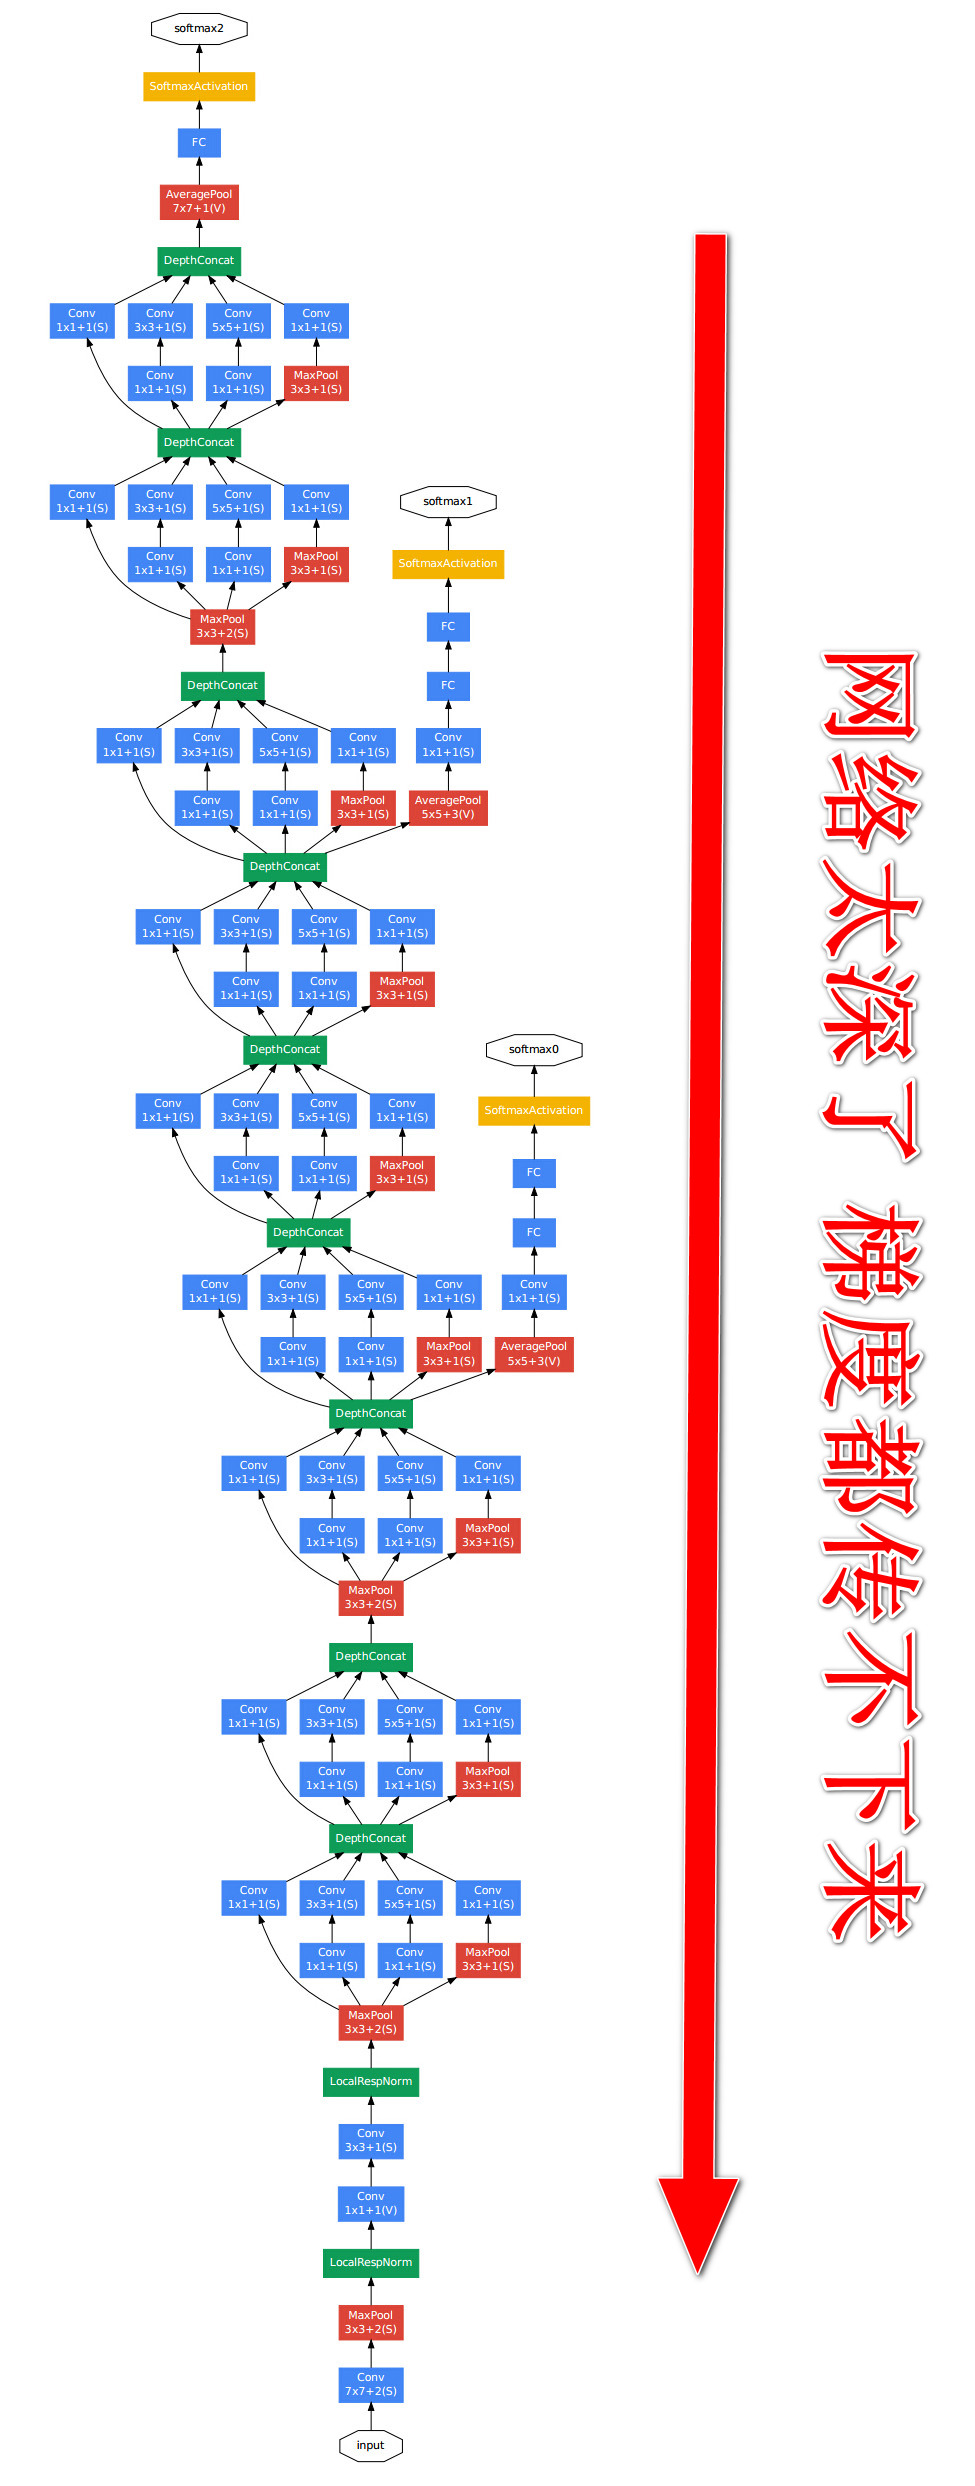 softmax2
SoftmaxActivation
FC
AveragePool
7x7+1(V)
DepthConcat
Conv Conv Conv Conv
1x1+1(S) 3x3+1(S) 5x5+1(S) 1x1+1(S)
Conv Conv MaxPool
1x1+1(S) 1x1+1(S) 3x3+1(S)
DepthConcat
Conv Conv Conv Conv
1x1+1(S) 3x3+1(S) 5x5+1(S) 1x1+1(S)
softmax1
Conv Conv MaxPool
1x1+1(S) 1x1+1(S) 3x3+1(S)
SoftmaxActivation
MaxPool
3x3+2(S)
FC
DepthConcat
FC
Conv Conv Conv Conv Conv
1x1+1(S) 3x3+1(S) 5x5+1(S) 1x1+1(S) 1x1+1(S)
Conv Conv MaxPool AveragePool
1x1+1(S) 1x1+1(S) 3x3+1(S) 5x5+3(V)
DepthConcat
Conv Conv Conv Conv
1x1+1(S) 3x3+1(S) 5x5+1(S) 1x1+1(S)
Conv Conv MaxPool
1x1+1(S) 1x1+1(S) 3x3+1(S)
DepthConcat
softmax0
Conv Conv Conv Conv
1x1+1(S) 3x3+1(S) 5x5+1(S) 1x1+1(S)
SoftmaxActivation
Conv Conv MaxPool
1x1+1(S) 1x1+1(S) 3x3+1(S)
FC
DepthConcat
FC
Conv Conv Conv Conv Conv
1x1+1(S) 3x3+1(S) 5x5+1(S) 1x1+1(S) 1x1+1(S)
Conv Conv MaxPool AveragePool
1x1+1(S) 1x1+1(S) 3x3+1(S) 5x5+3(V)
DepthConcat
Conv Conv Conv Conv
1x1+1(S) 3x3+1(S) 5x5+1(S) 1x1+1(S)
Conv Conv MaxPool
1x1+1(S) 1x1+1(S) 3x3+1(S)
MaxPool
3x3+2(S)
DepthConcat
Conv Conv Conv Conv
1x1+1(S) 3x3+1(S) 5x5+1(S) 1x1+1(S)
Conv Conv MaxPool
1x1+1(S) 1x1+1(S) 3x3+1(S)
DepthConcat
Conv Conv Conv Conv
1x1+1(S) 3x3+1(S) 5x5+1(S) 1x1+1(S)
Conv Conv MaxPool
1x1+1(S) 1x1+1(S) 3x3+1(S)
MaxPool
3x3+2(S)
LocalRespNorm
Conv
3x3+1(S)
Conv
1x1+1(V)
LocalRespNorm
MaxPool
3x3+2(S)
Conv
7x7+2(S)
input
网络太深了 梯度都传不下来